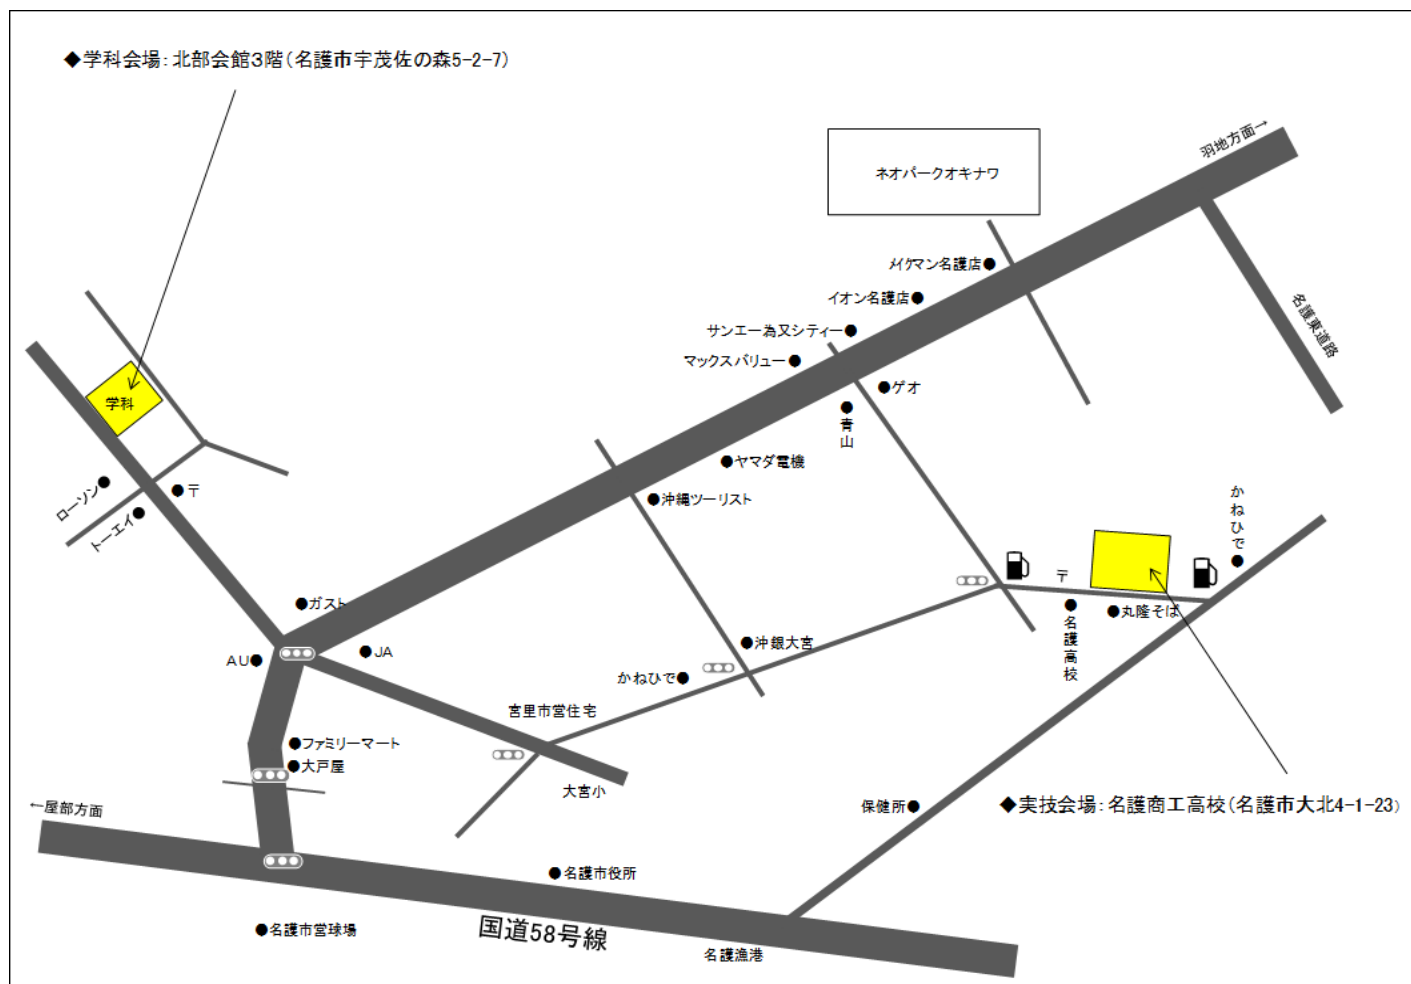 ◆学科会場:北部会館3階(名護市宇茂佐の森5-2-7)
羽地方面→
ネオパークオキナワ
メイクマン名護店●
イオン名護店●
サンエー為又シティー●
マックスバリュー●
名護東道路
●ゲオ
●青山
学科
●ヤマダ電機
●沖縄ツーリスト
ローソン●
●〒
トーエイ●
かねひで●
〒
●名護高校
●丸隆そば
●ガスト
AU●
●JA
●沖銀大宮
かねひで●
宮里市営住宅
●ファミリーマート
●大戸屋
大宮小
保健所●
◆実技会場:名護商工高校(名護市大北4-1-23)
←屋部方面
●名護市役所
●名護市営球場
国道58号線
名護漁港